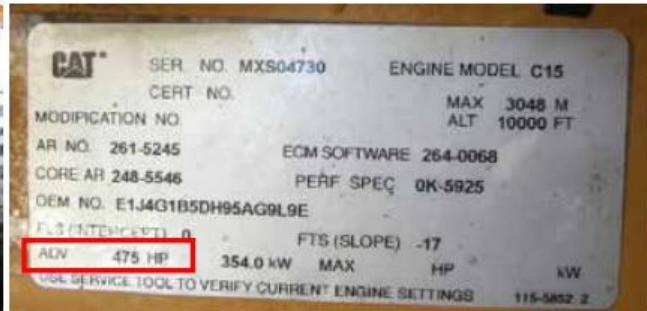 CAT SER. NO. MXS04730 ENGINE MODEL C15
CERT NO. MAX 3048 M
MODIFICATION NO. ALT 10000 FT
AR NO. 261-5245 ECM SOFTWARE 264-0068
CORE AR 248-5546 PERF SPEC 0K-5925
OEM NO. E1J4G1B5DH95AG9L9E
FLS (INTERCEPT) 0 FTS (SLOPE) -17
ADV 475 HP 354.0 kW MAX HP kW
USE SERVICE TOOL TO VERIFY CURRENT ENGINE SETTINGS 115-5852 2